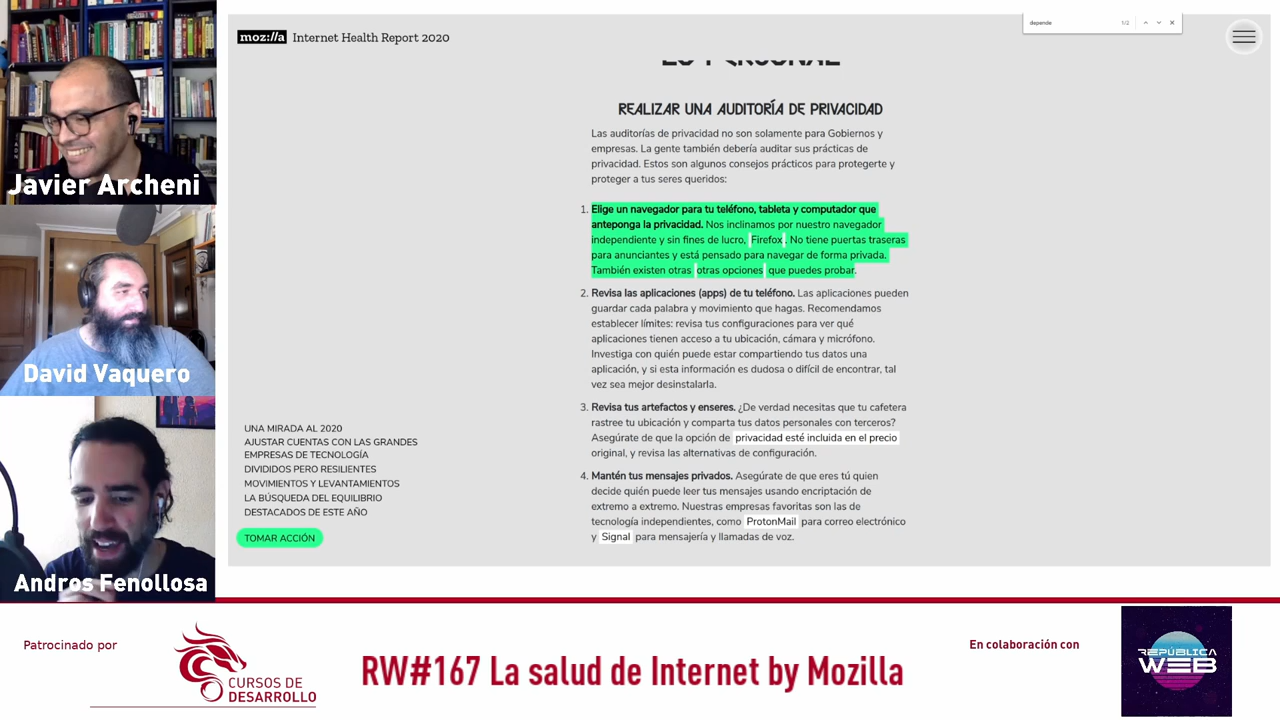 moz://a Internet Health Report 2020
depende 1/2
LO PERSONAL
REALIZAR UNA AUDITORÍA DE PRIVACIDAD
Las auditorías de privacidad no son solamente para Gobiernos y
empresas. La gente también debería auditar sus prácticas de
privacidad. Estos son algunos consejos prácticos para protegerte y
proteger a tus seres queridos:
1. Elige un navegador para tu teléfono, tableta y computador que
anteponga la privacidad. Nos inclinamos por nuestro navegador
independiente y sin fines de lucro, Firefox. No tiene puertas traseras
para anunciantes y está pensado para navegar de forma privada.
También existen otras otras opciones que puedes probar.
2. Revisa las aplicaciones (apps) de tu teléfono. Las aplicaciones pueden
guardar cada palabra y movimiento que hagas. Recomendamos
establecer límites: revisa tus configuraciones para ver qué
aplicaciones tienen acceso a tu ubicación, cámara y micrófono.
Investiga con quién puede estar compartiendo tus datos una
aplicación, y si esta información es dudosa o difícil de encontrar, tal
vez sea mejor desinstalarla.
3. Revisa tus artefactos y enseres. ¿De verdad necesitas que tu cafetera
rastree tu ubicación y comparta tus datos personales con terceros?
Asegúrate de que la opción de privacidad esté incluida en el precio
original, y revisa las alternativas de configuración.
4. Mantén tus mensajes privados. Asegúrate de que eres tú quien
decide quién puede leer tus mensajes usando encriptación de
extremo a extremo. Nuestras empresas favoritas son las de
tecnología independientes, como ProtonMail para correo electrónico
y Signal para mensajería y llamadas de voz.
UNA MIRADA AL 2020
AJUSTAR CUENTAS CON LAS GRANDES
EMPRESAS DE TECNOLOGÍA
DIVIDIDOS PERO RESILIENTES
MOVIMIENTOS Y LEVANTAMIENTOS
LA BÚSQUEDA DEL EQUILIBRIO
DESTACADOS DE ESTE AÑO
TOMAR ACCIÓN
Javier Archeni
David Vaquero
Andros Fenollosa
Patrocinado por
CURSOS DE
DESARROLLO
RW#167 La salud de Internet by Mozilla
En colaboración con
REPÚBLICA
WEB